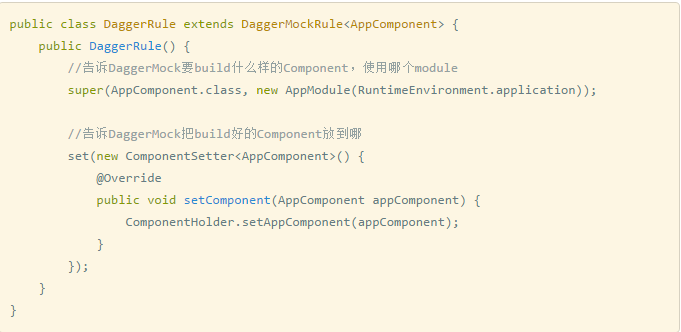 public class DaggerRule extends DaggerMockRule<AppComponent> {
    public DaggerRule() {
        //告诉DaggerMock要build什么样的Component，使用哪个module
        super(AppComponent.class, new AppModule(RuntimeEnvironment.application));

        //告诉DaggerMock把build好的Component放到哪
        set(new ComponentSetter<AppComponent>() {
            @Override
            public void setComponent(AppComponent appComponent) {
                ComponentHolder.setAppComponent(appComponent);
            }
        });
    }
}